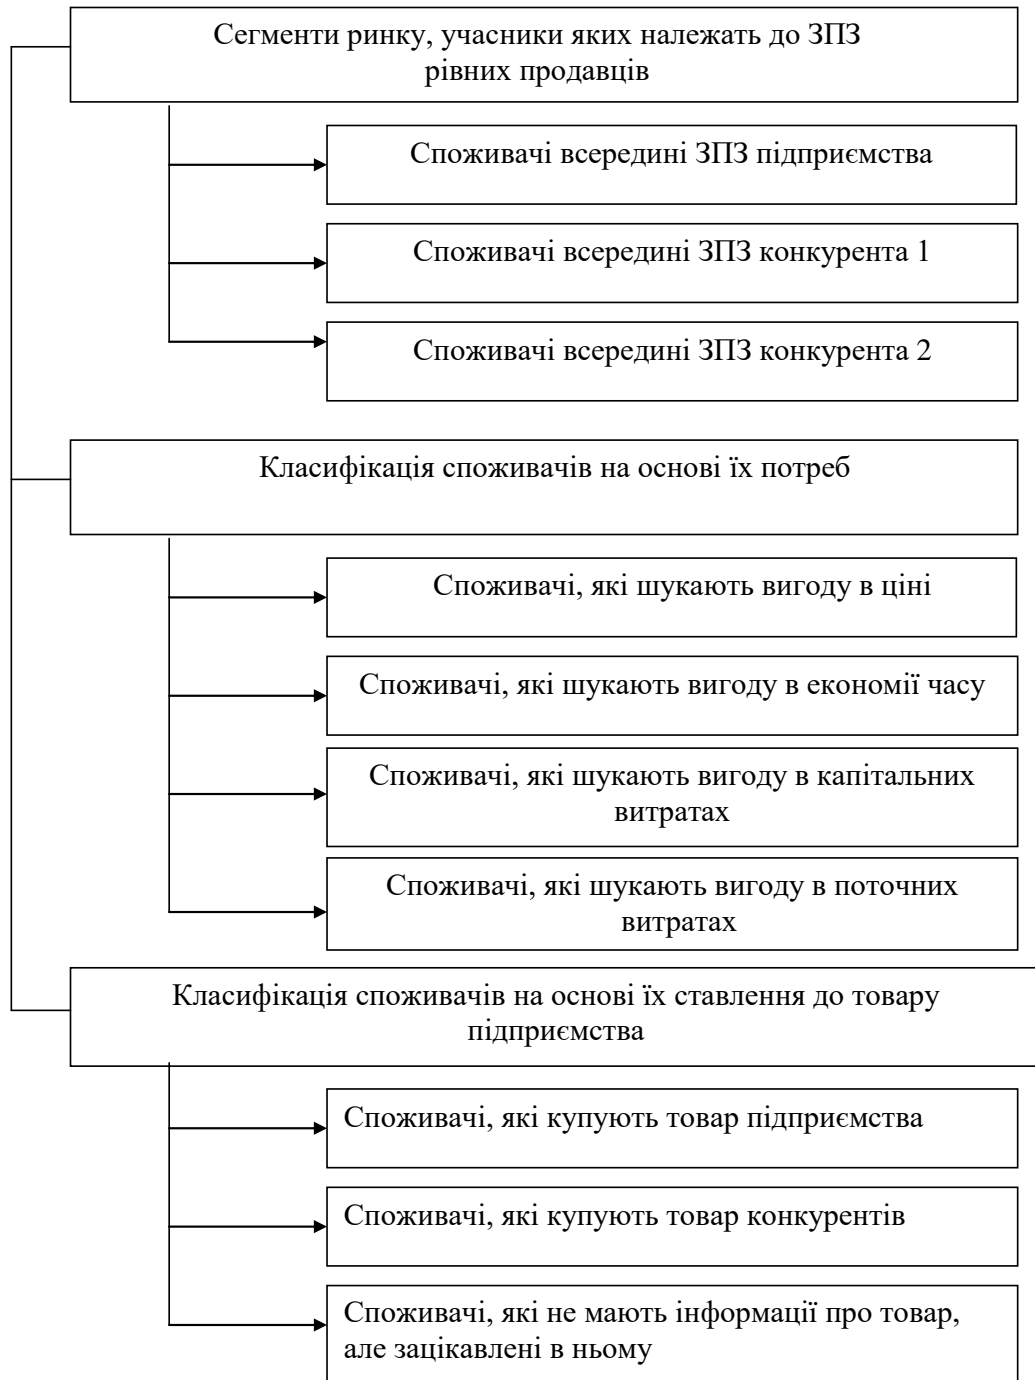 Сегменти ринку, учасники яких належать до ЗПЗ
рівних продавців
Споживачі всередині ЗПЗ підприємства
Споживачі всередині ЗПЗ конкурента 1
Споживачі всередині ЗПЗ конкурента 2
Класифікація споживачів на основі їх потреб
Споживачі, які шукають вигоду в ціні
Споживачі, які шукають вигоду в економії часу
Споживачі, які шукають вигоду в капітальних
витратах
Споживачі, які шукають вигоду в поточних
витратах
Класифікація споживачів на основі їх ставлення до товару
підприємства
Споживачі, які купують товар підприємства
Споживачі, які купують товар конкурентів
Споживачі, які не мають інформації про товар,
але зацікавлені в ньому